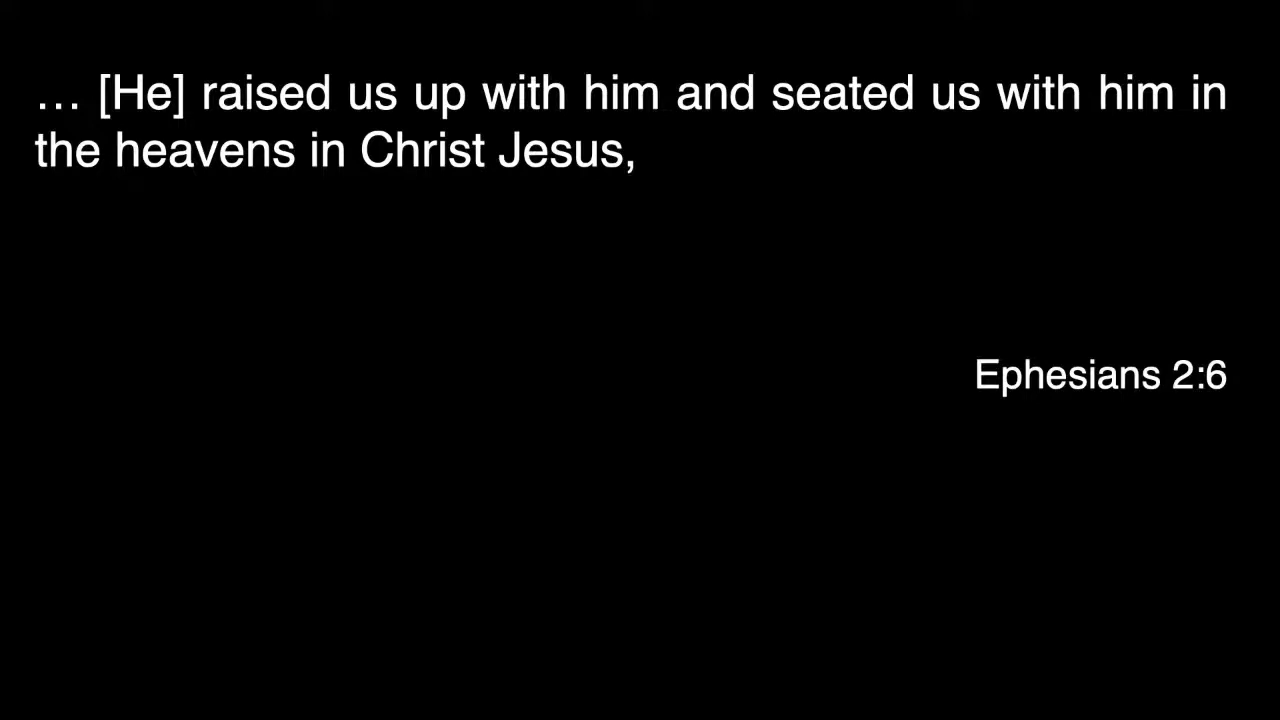 … [He] raised us up with him and seated us with him in
the heavens in Christ Jesus,
Ephesians 2:6